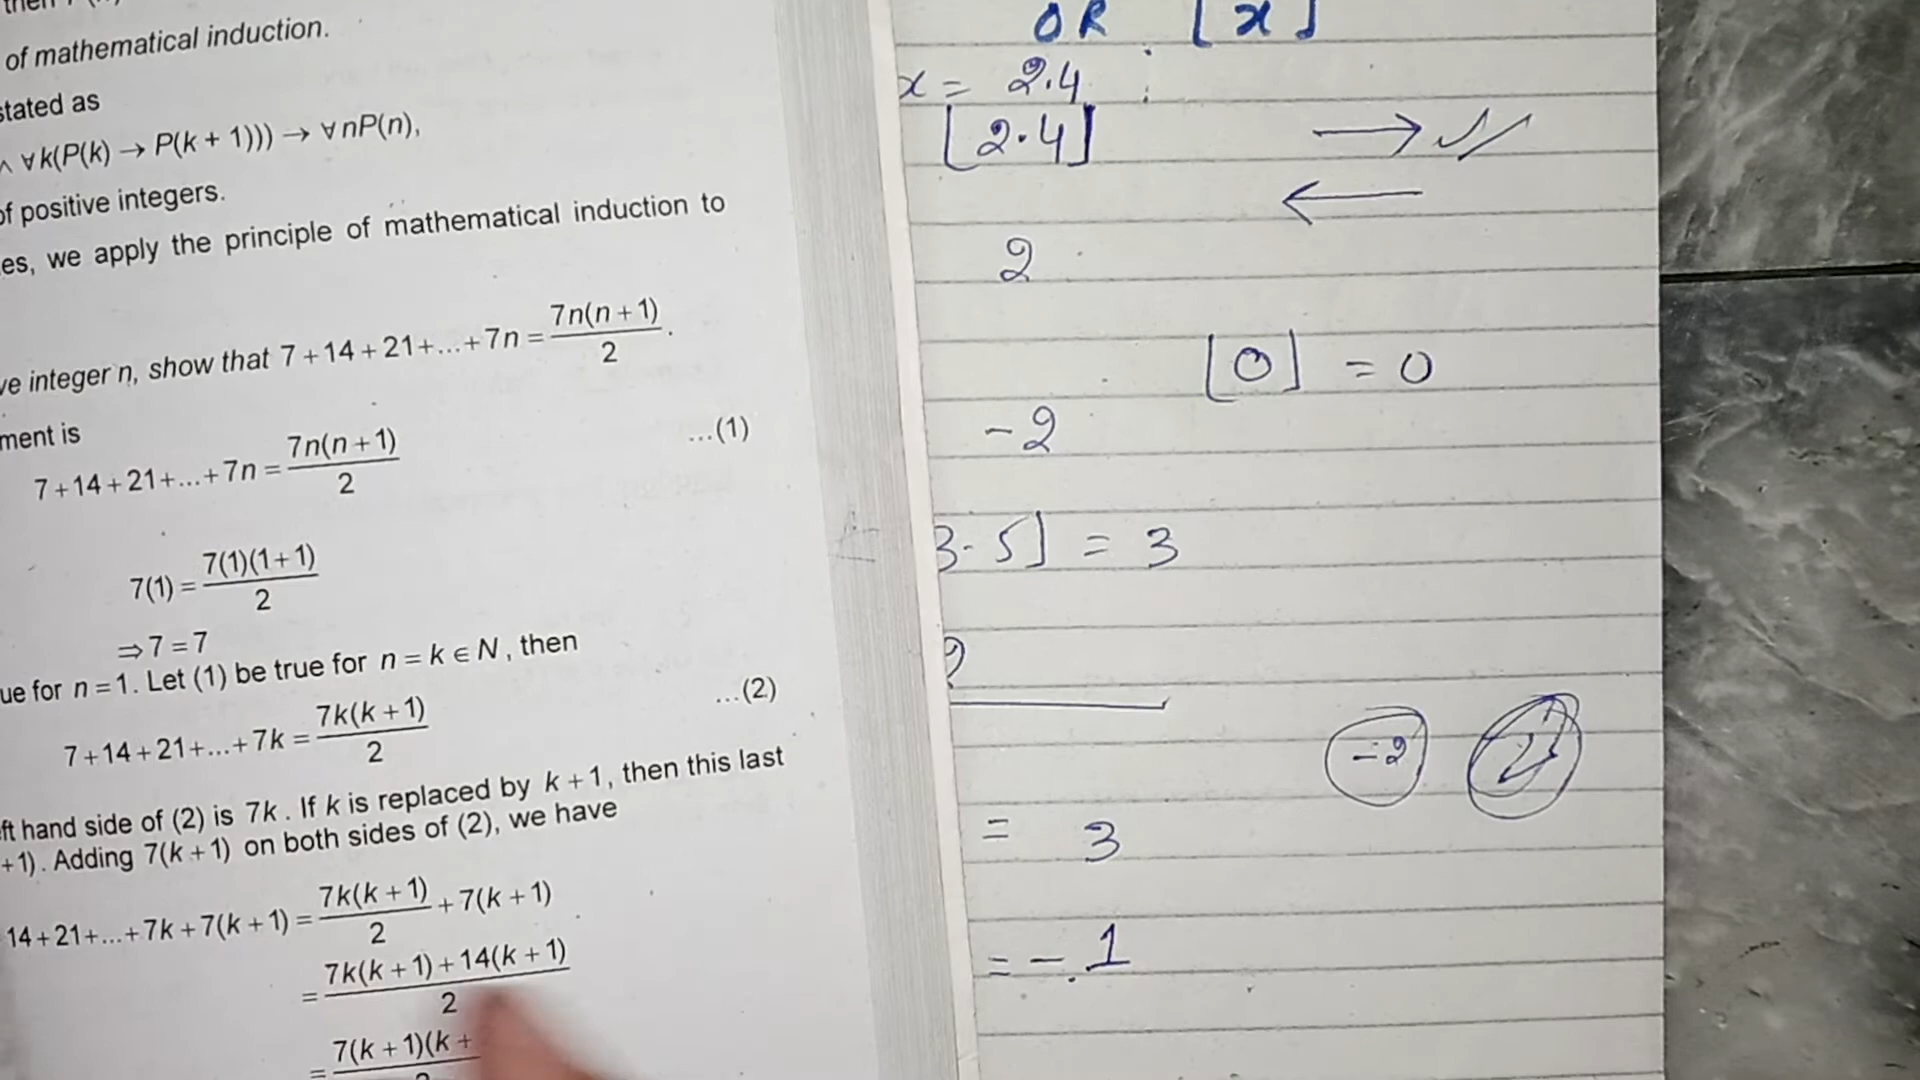 of mathematical induction.
stated as
∧ ∀k(P(k) → P(k + 1))) → ∀nP(n),
of positive integers.
es, we apply the principle of mathematical induction to
ve integer n, show that 7 + 14 + 21+...+ 7n = 7n(n + 1) / 2 .
ment is
7 + 14 + 21+...+ 7n = 7n(n + 1) / 2 ...(1)
7(1) = 7(1)(1+1) / 2
⇒ 7 = 7
ue for n = 1. Let (1) be true for n = k ∈ N, then
7 + 14 + 21+...+ 7k = 7k(k + 1) / 2 ...(2)
ft hand side of (2) is 7k. If k is replaced by k + 1, then this last
+1). Adding 7(k + 1) on both sides of (2), we have
14 + 21+...+ 7k + 7(k + 1) = 7k(k + 1) / 2 + 7(k + 1)
= 7k(k + 1) + 14(k + 1) / 2
= 7(k + 1)(k +
OR ⌊x⌋
x = 2.4
⌊2.4⌋
2
⌊0⌋ = 0
-2
3.5⌋ = 3
-2
= 3
= -1